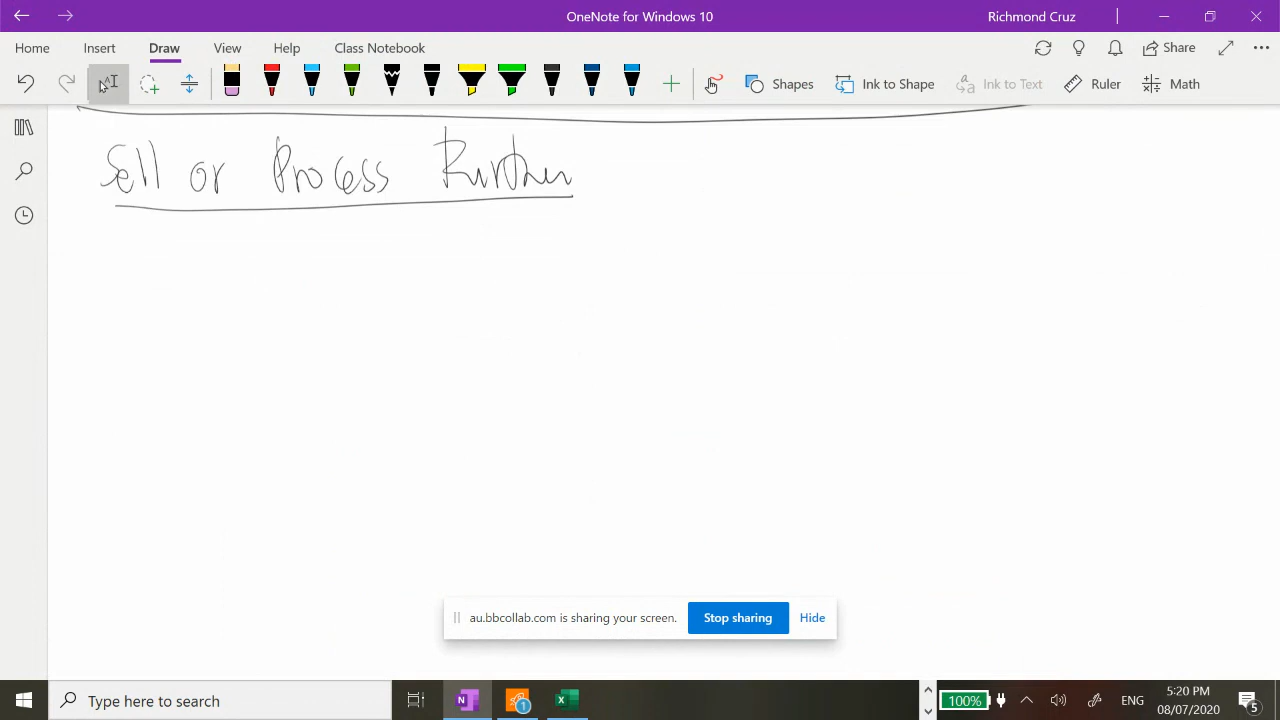 OneNote for Windows 10
Richmond Cruz
Home Insert Draw View Help Class Notebook
Share
Shapes Ink to Shape Ink to Text Ruler Math
Sell or Process Further
au.bbcollab.com is sharing your screen. Stop sharing Hide
Type here to search
N 1 X
100% ENG
5:20 PM
08/07/2020
5